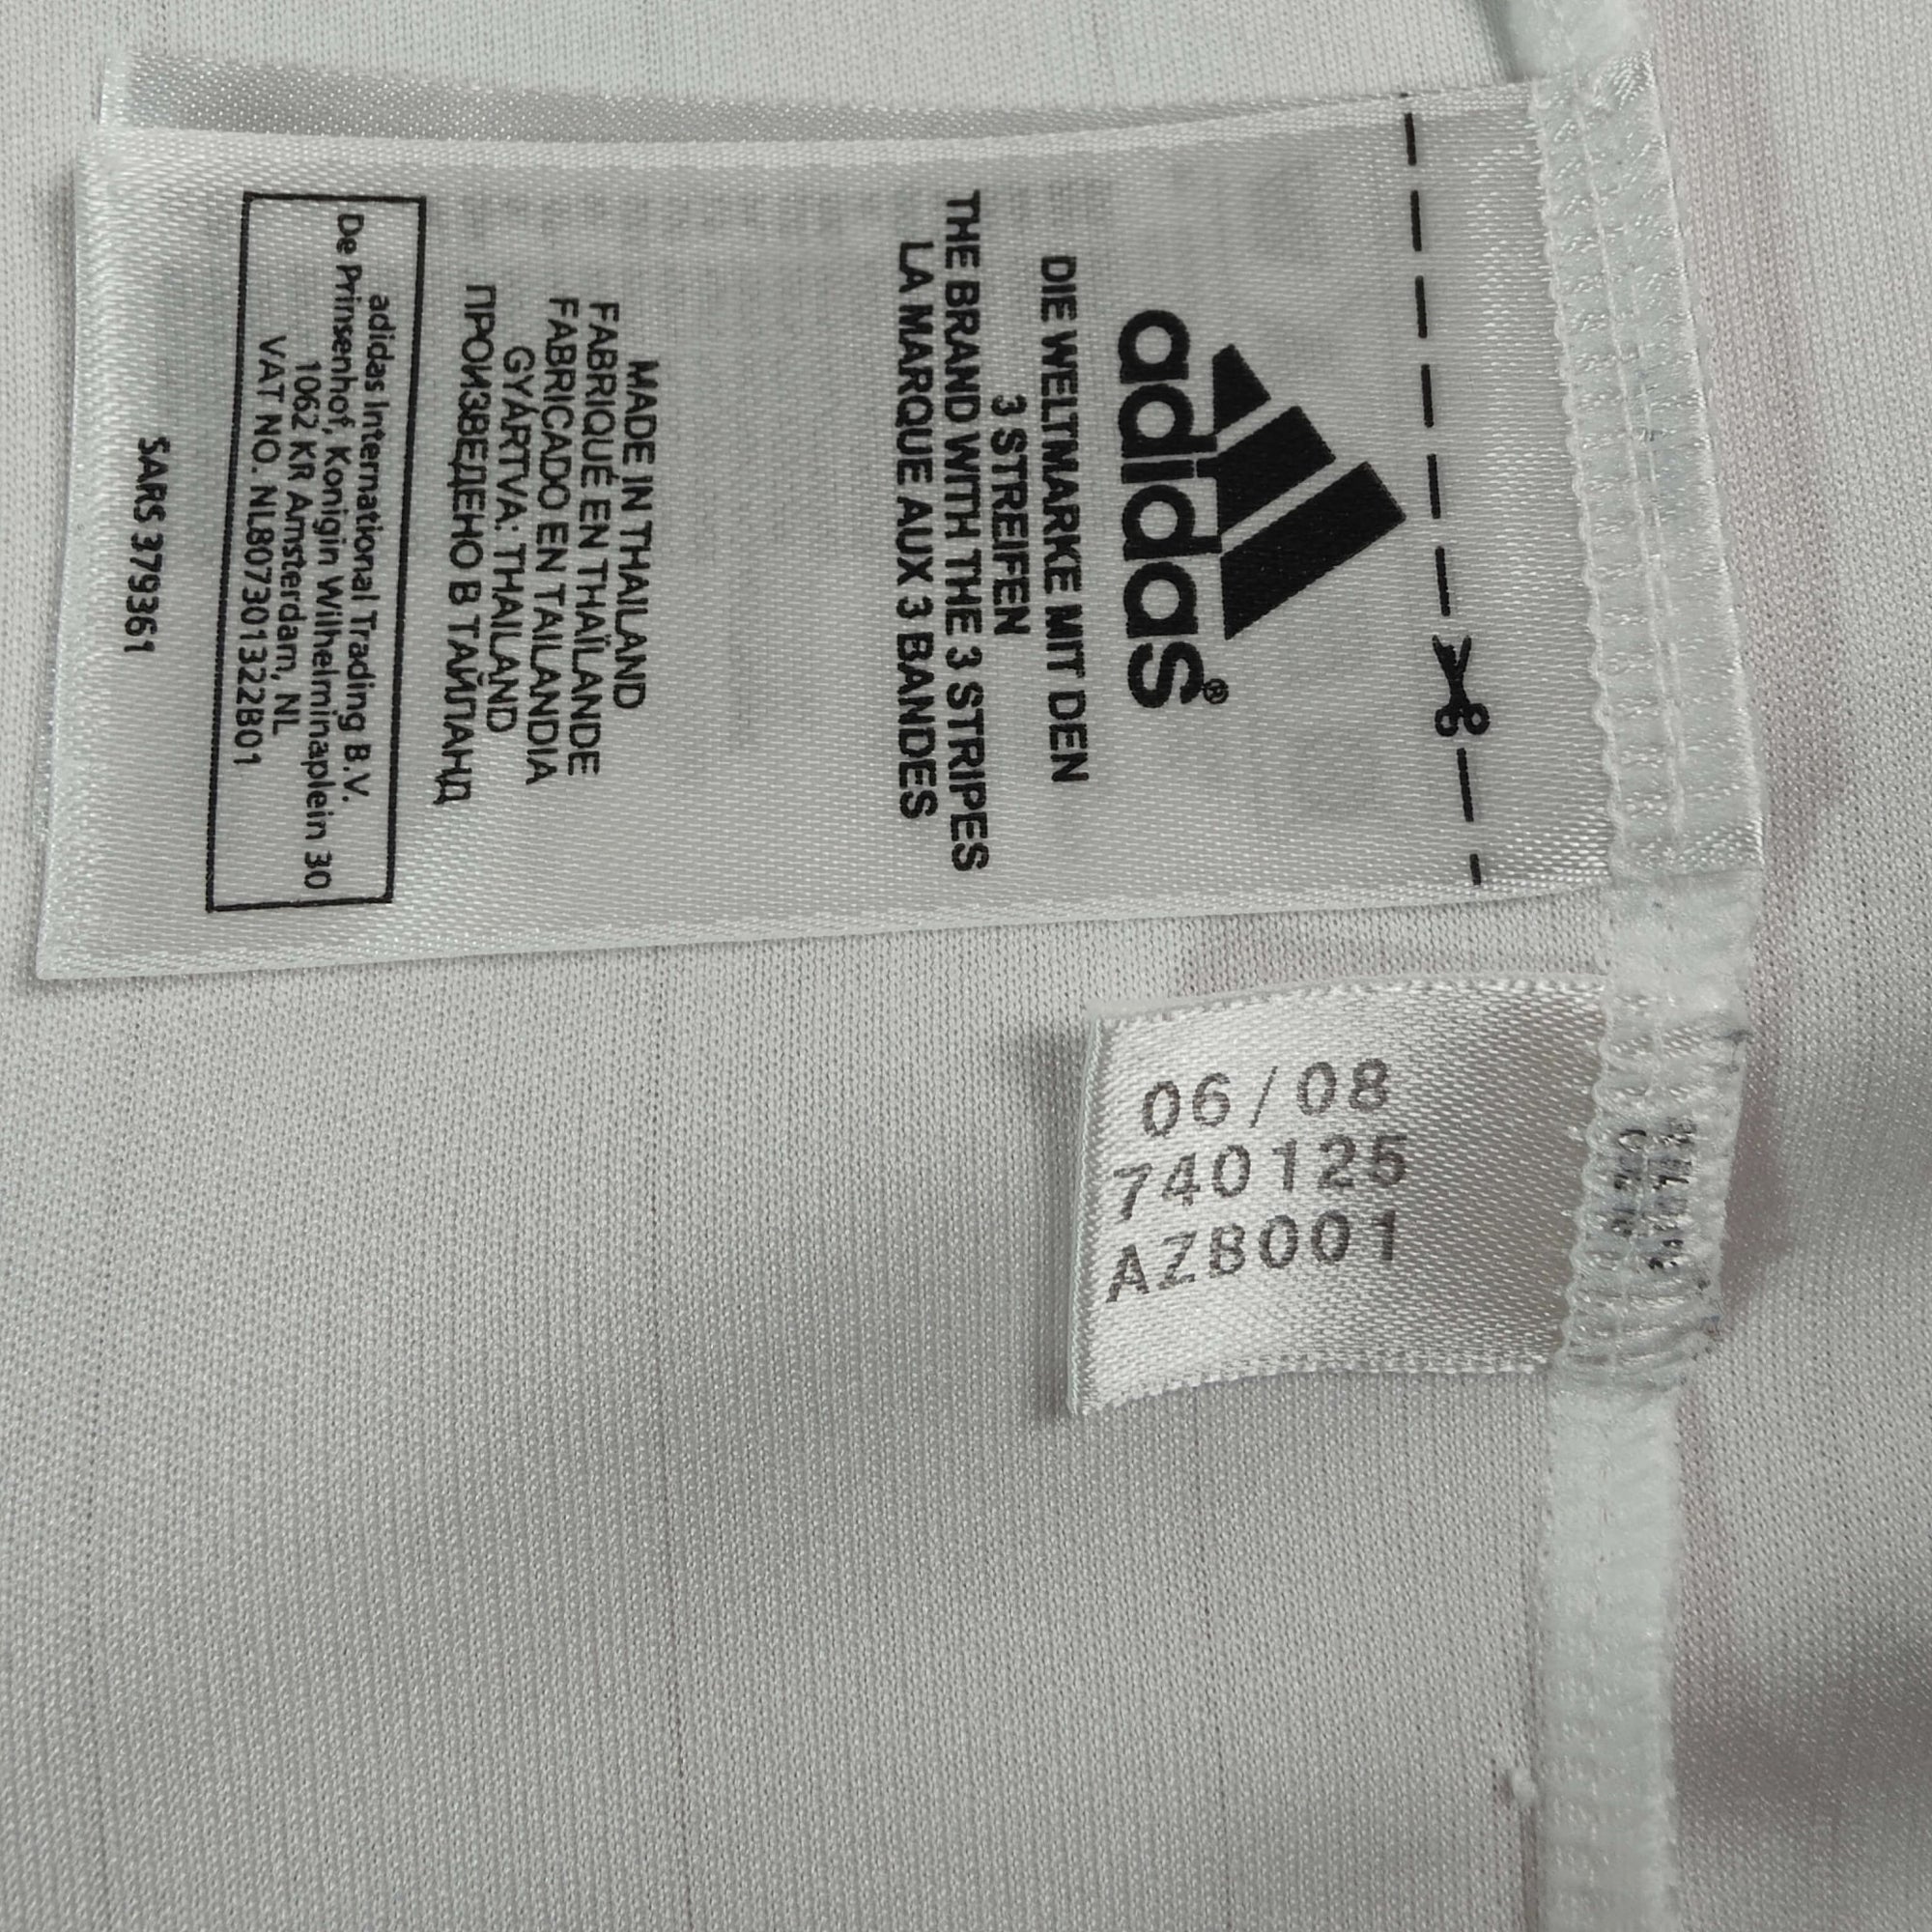 adidas®
DIE WELTMARKE MIT DEN
3 STREIFEN
THE BRAND WITH THE 3 STRIPES
LA MARQUE AUX 3 BANDES
MADE IN THAILAND
FABRIQUÉ EN THAÏLANDE
FABRICADO EN TAILANDIA
GYÁRTVA: THAILAND
ПРОИЗВЕДЕНО В ТАЙЛАНД
adidas International Trading B.V.
De Prinsenhof, Konigin Wilhelminaplein 30
1062 KR Amsterdam, NL
VAT NO. NL807301322B01
SARS 3793361
06/08
740125
AZB001